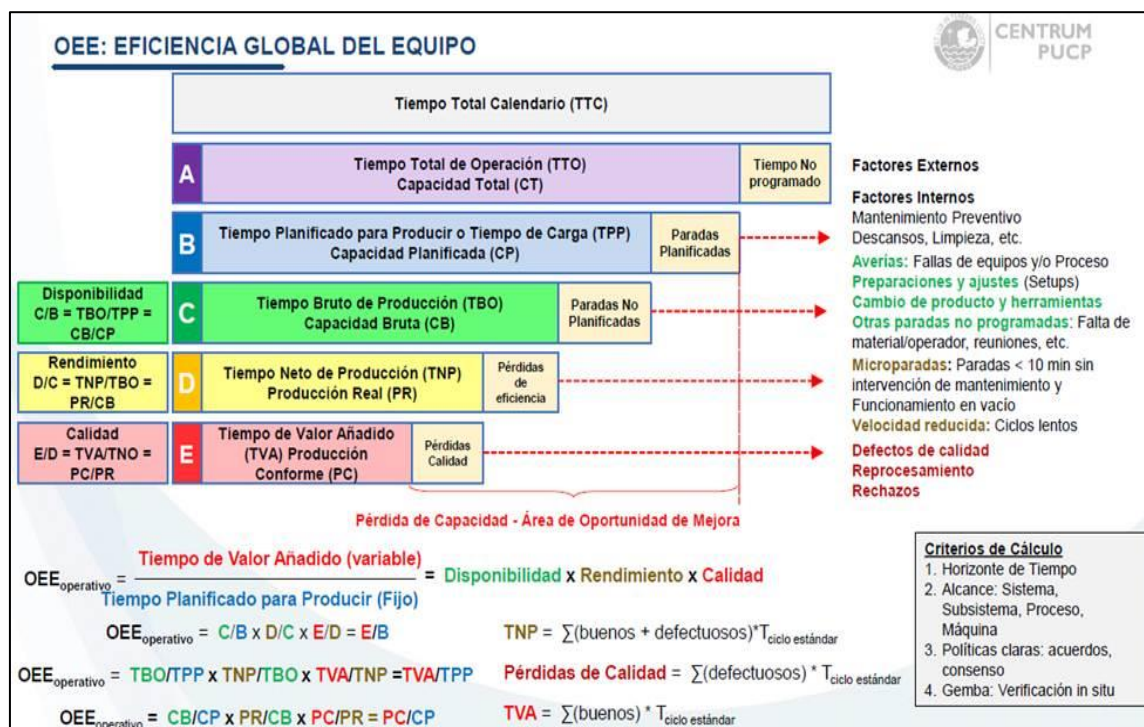 OEE: EFICIENCIA GLOBAL DEL EQUIPO
CENTRUM
PUCP
Tiempo Total Calendario (TTC)
A
Tiempo Total de Operación (TTO)
Capacidad Total (CT)
Tiempo No
programado
Factores Externos
Factores Internos
Mantenimiento Preventivo
Descansos, Limpieza, etc.
B
Tiempo Planificado para Producir o Tiempo de Carga (TPP)
Capacidad Planificada (CP)
Paradas
Planificadas
Averías: Fallas de equipos y/o Proceso
Preparaciones y ajustes (Setups)
Cambio de producto y herramientas
Otras paradas no programadas: Falta de
material/operador, reuniones, etc.
Disponibilidad
C/B = TBO/TPP =
CB/CP
C
Tiempo Bruto de Producción (TBO)
Capacidad Bruta (CB)
Paradas No
Planificadas
Rendimiento
D/C = TNP/TBO =
PR/CB
D
Tiempo Neto de Producción (TNP)
Producción Real (PR)
Pérdidas
de
eficiencia
Microparadas: Paradas < 10 min sin
intervención de mantenimiento y
Funcionamiento en vacío
Velocidad reducida: Ciclos lentos
Calidad
E/D = TVA/TNO =
PC/PR
E
Tiempo de Valor Añadido
(TVA) Producción
Conforme (PC)
Pérdidas
Calidad
Defectos de calidad
Reprocesamiento
Rechazos
Pérdida de Capacidad - Área de Oportunidad de Mejora
OEEoperativo = Tiempo de Valor Añadido (variable) / Tiempo Planificado para Producir (Fijo) = Disponibilidad x Rendimiento x Calidad
OEEoperativo = C/B x D/C x E/D = E/B
TNP = ∑(buenos + defectuosos)*Tciclo estándar
OEEoperativo = TBO/TPP x TNP/TBO x TVA/TNP =TVA/TPP
Pérdidas de Calidad = ∑(defectuosos) * Tciclo estándar
OEEoperativo = CB/CP x PR/CB x PC/PR = PC/CP
TVA = ∑(buenos) * Tciclo estándar
Criterios de Cálculo
1. Horizonte de Tiempo
2. Alcance: Sistema,
Subsistema, Proceso,
Máquina
3. Políticas claras: acuerdos,
consenso
4. Gemba: Verificación in situ